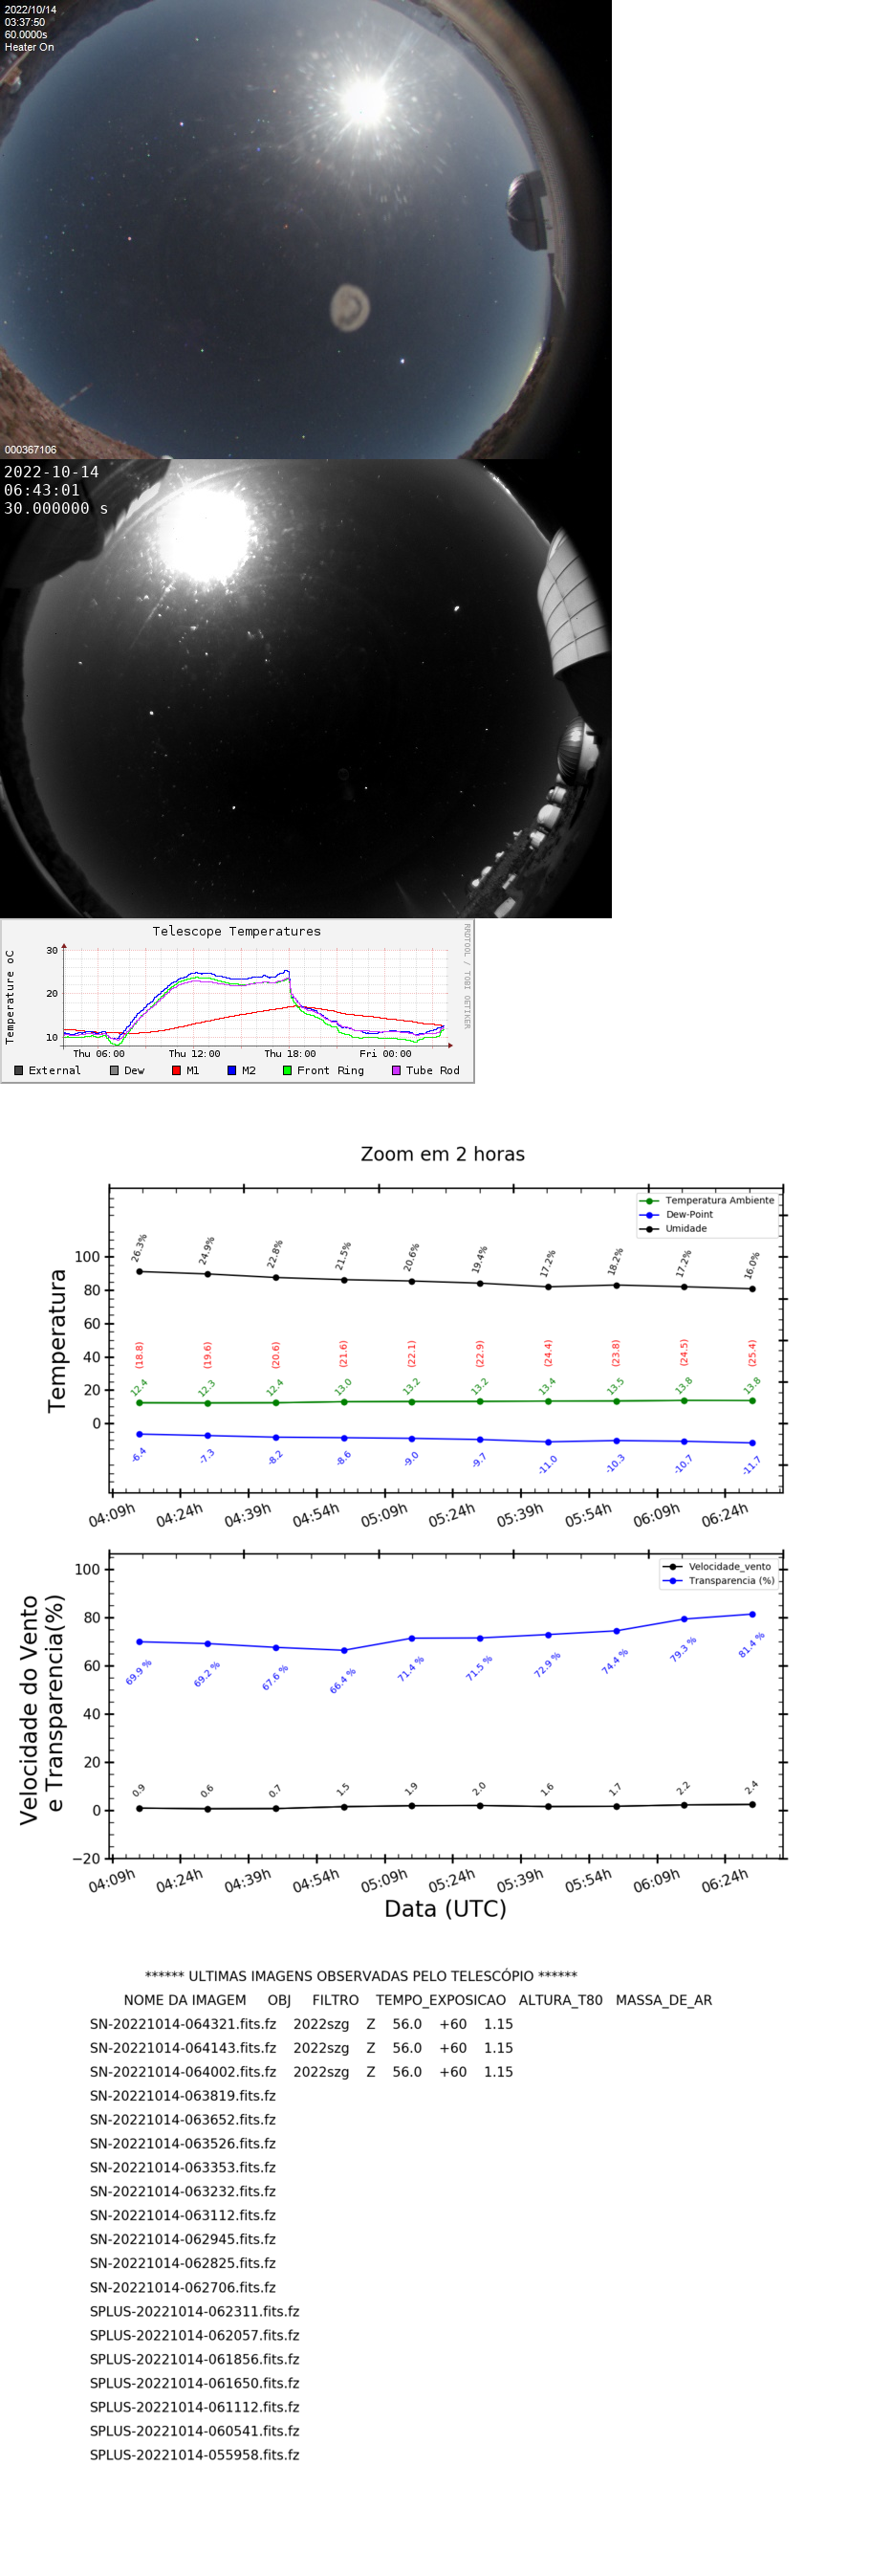 2022/10/14
03:37:50
60.0000s
Heater On
000367106
2022-10-14
06:43:01
30.000000 s
Telescope Temperatures
RRDTOOL / TOBI OETIKER
Temperature oC
30
20
10
Thu 06:00 Thu 12:00 Thu 18:00 Fri 00:00
External Dew M1 M2 Front Ring Tube Rod
Zoom em 2 horas
Temperatura Ambiente
Dew-Point
Umidade
Temperatura
100
80
60
40
20
0
26.3% 24.9% 22.8% 21.5% 20.6% 19.4% 17.2% 18.2% 17.2% 16.0%
(18.8) (19.6) (20.6) (21.6) (22.1) (22.9) (24.4) (23.8) (24.5) (25.4)
12.4 12.3 12.4 13.0 13.2 13.2 13.4 13.5 13.8 13.8
-6.4 -7.3 -8.2 -8.6 -9.0 -9.7 -11.0 -10.3 -10.7 -11.7
04:09h 04:24h 04:39h 04:54h 05:09h 05:24h 05:39h 05:54h 06:09h 06:24h
Velocidade_vento
Transparencia (%)
Velocidade do Vento
e Transparencia(%)
100
80
60
40
20
0
−20
69.9 % 69.2 % 67.6 % 66.4 % 71.4 % 71.5 % 72.9 % 74.4 % 79.3 % 81.4 %
0.9 0.6 0.7 1.5 1.9 2.0 1.6 1.7 2.2 2.4
04:09h 04:24h 04:39h 04:54h 05:09h 05:24h 05:39h 05:54h 06:09h 06:24h
Data (UTC)
****** ULTIMAS IMAGENS OBSERVADAS PELO TELESCÓPIO ******
NOME DA IMAGEM OBJ FILTRO TEMPO_EXPOSICAO ALTURA_T80 MASSA_DE_AR
SN-20221014-064321.fits.fz 2022szg Z 56.0 +60 1.15
SN-20221014-064143.fits.fz 2022szg Z 56.0 +60 1.15
SN-20221014-064002.fits.fz 2022szg Z 56.0 +60 1.15
SN-20221014-063819.fits.fz
SN-20221014-063652.fits.fz
SN-20221014-063526.fits.fz
SN-20221014-063353.fits.fz
SN-20221014-063232.fits.fz
SN-20221014-063112.fits.fz
SN-20221014-062945.fits.fz
SN-20221014-062825.fits.fz
SN-20221014-062706.fits.fz
SPLUS-20221014-062311.fits.fz
SPLUS-20221014-062057.fits.fz
SPLUS-20221014-061856.fits.fz
SPLUS-20221014-061650.fits.fz
SPLUS-20221014-061112.fits.fz
SPLUS-20221014-060541.fits.fz
SPLUS-20221014-055958.fits.fz